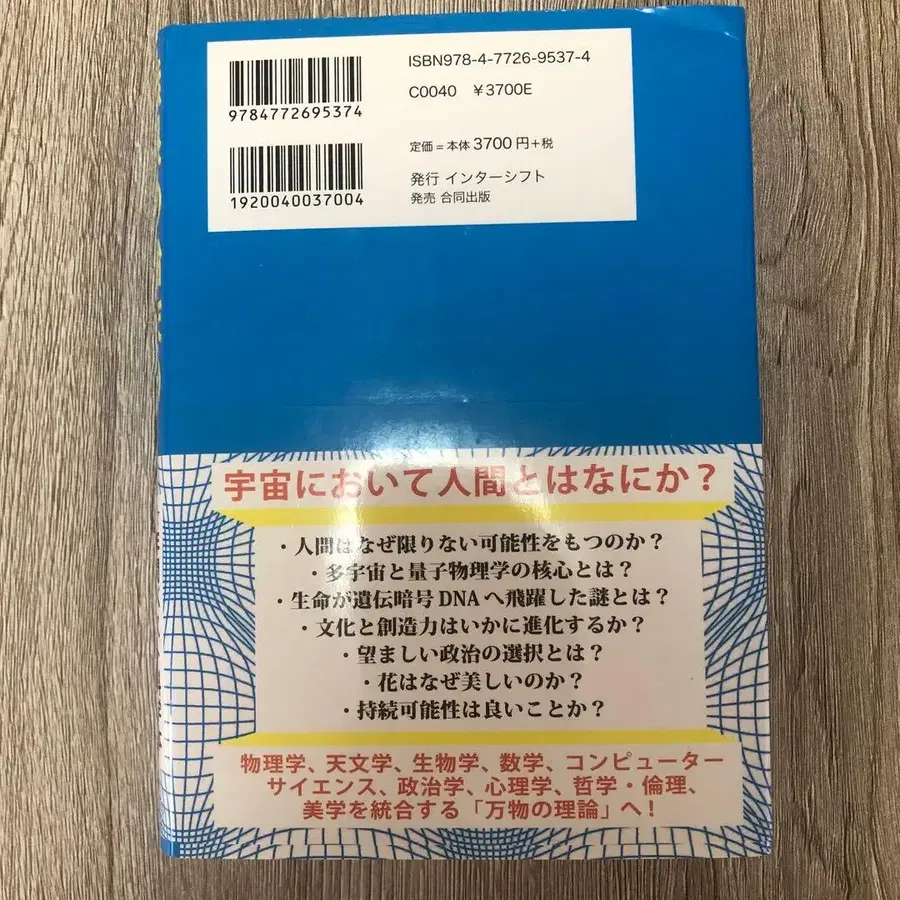 ISBN978-4-7726-9537-4
C0040 ¥3700E
9784772695374
定価=本体3700円+税
1920040037004
発行 インターシフト
発売 合同出版
宇宙において人間とはなにか?
・人間はなぜ限りない可能性をもつのか?
・多宇宙と量子物理学の核心とは?
・生命が遺伝暗号DNAへ飛躍した謎とは?
・文化と創造力はいかに進化するか?
・望ましい政治の選択とは?
・花はなぜ美しいのか?
・持続可能性は良いことか?
物理学、天文学、生物学、数学、コンピューター
サイエンス、政治学、心理学、哲学・倫理、
美学を統合する「万物の理論」へ!